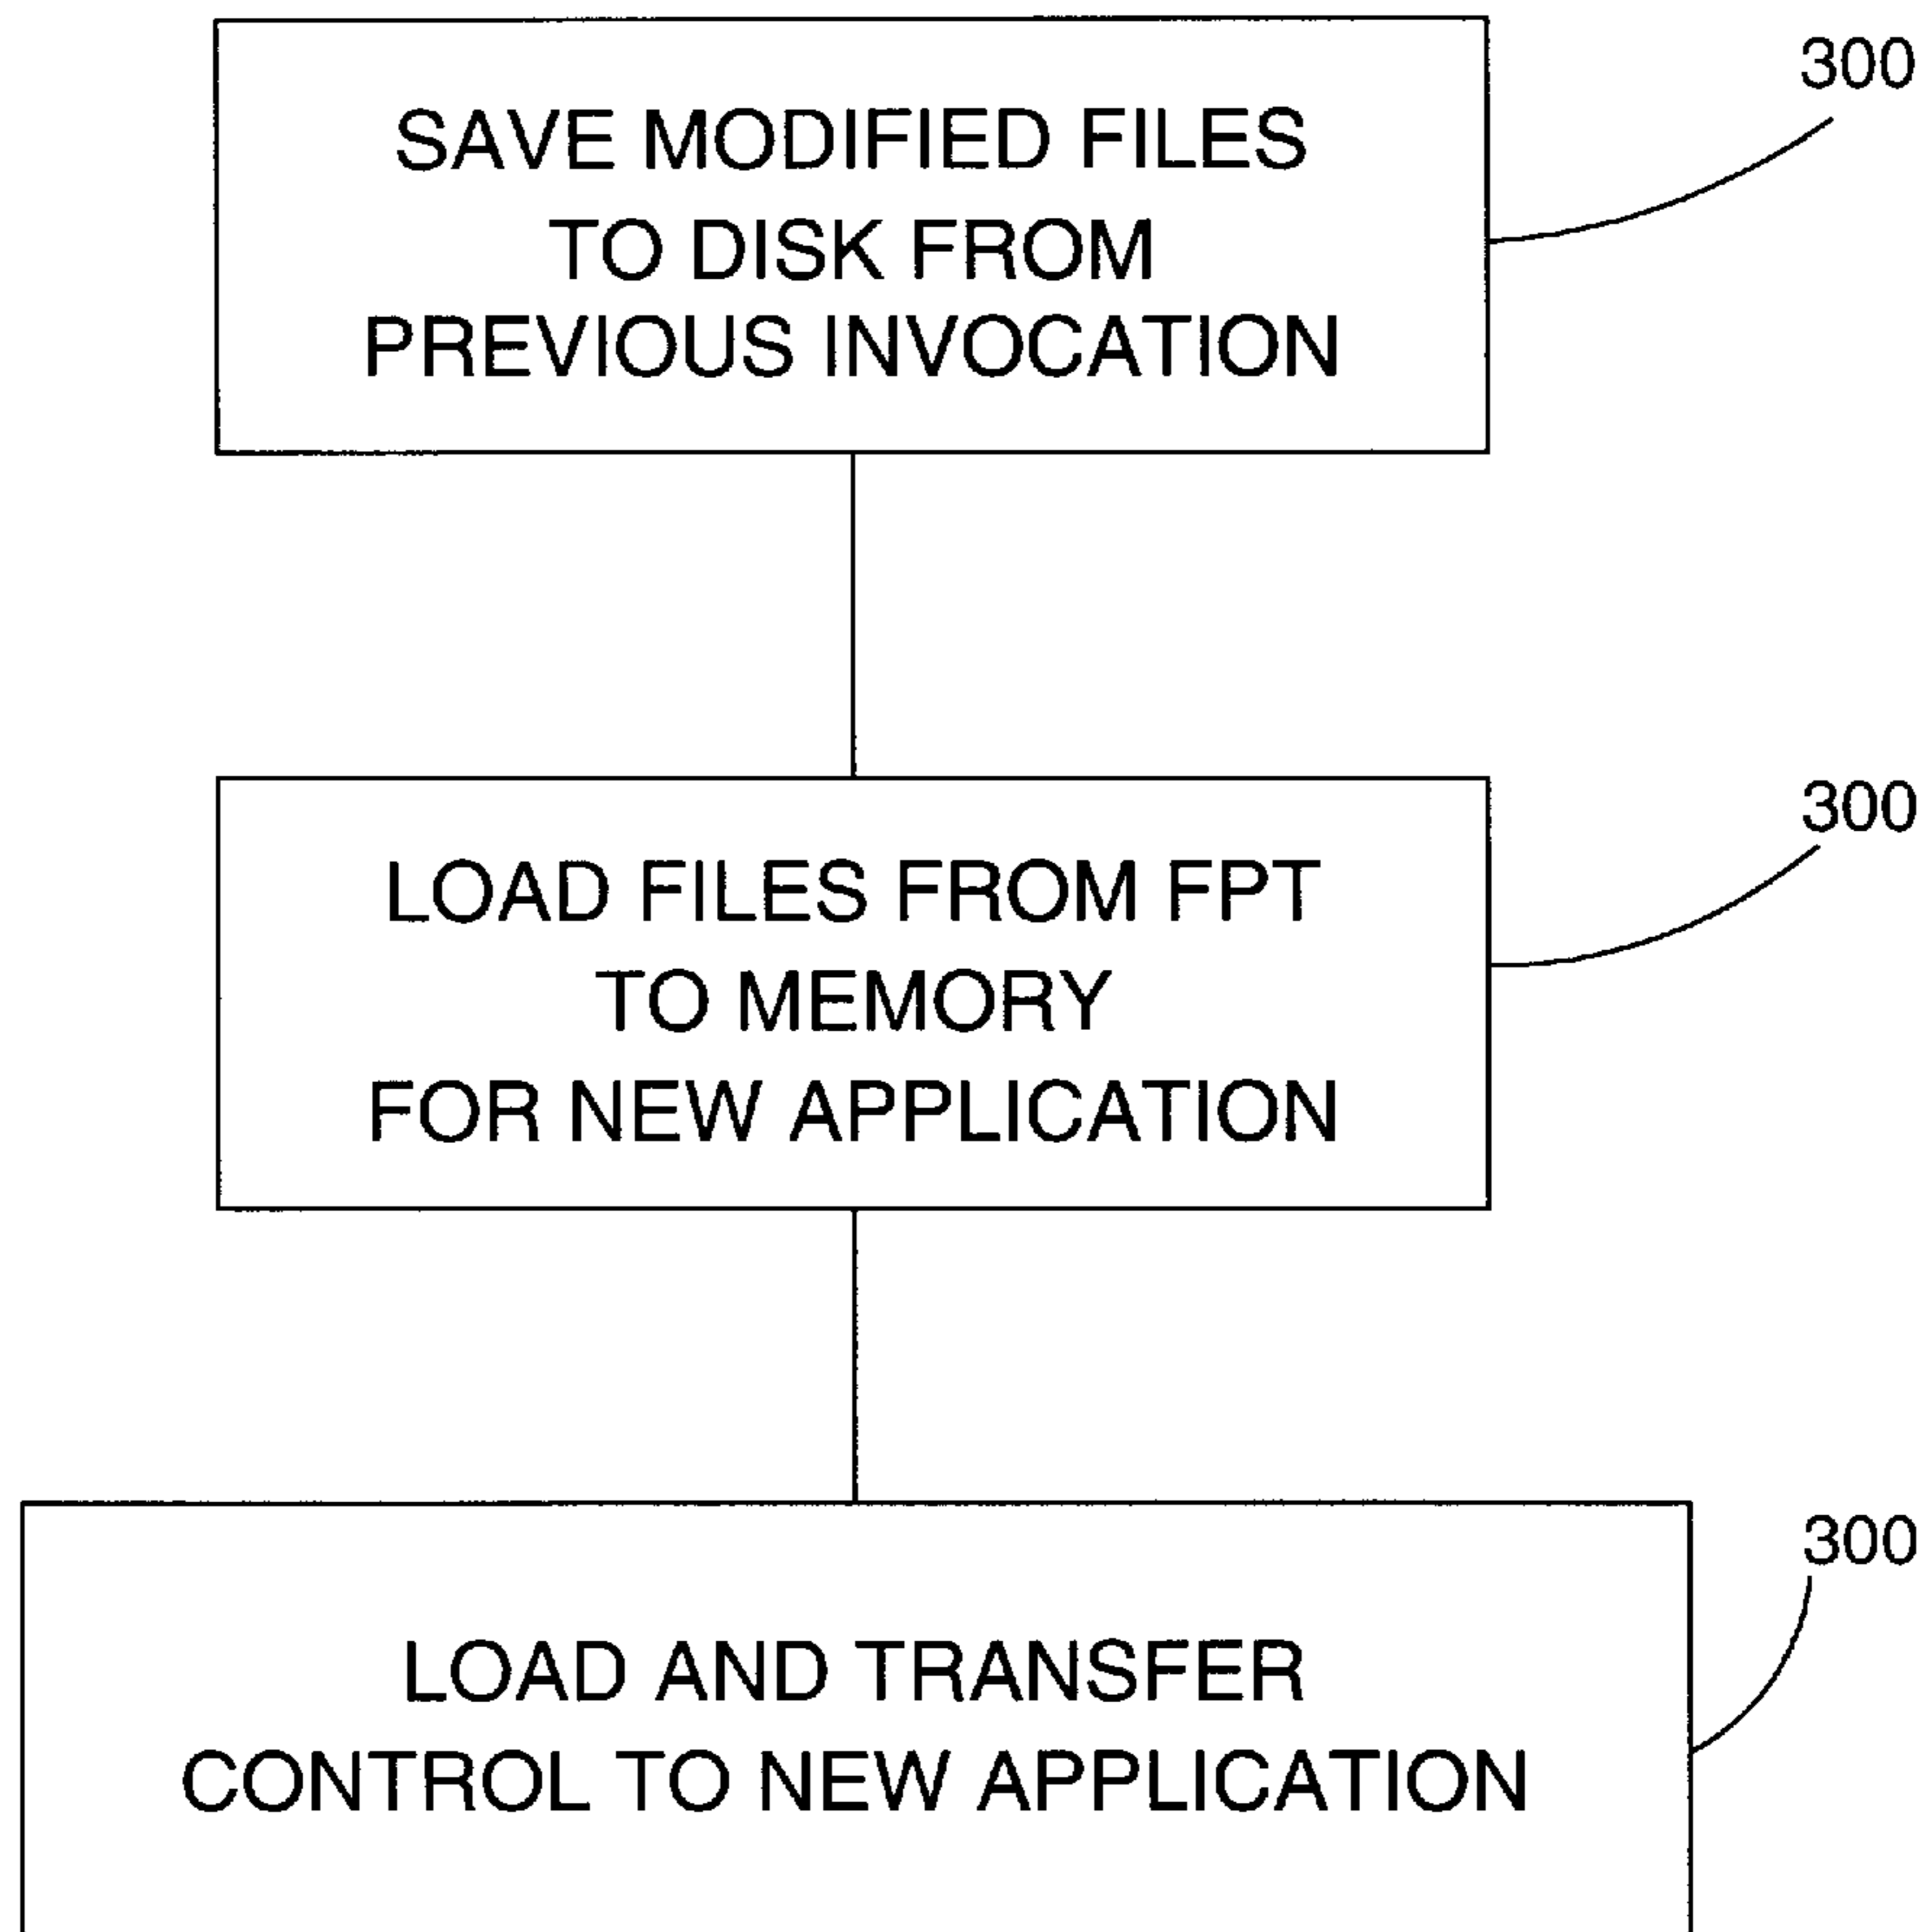 300
SAVE MODIFIED FILES
TO DISK FROM
PREVIOUS INVOCATION
300
LOAD FILES FROM FPT
TO MEMORY
FOR NEW APPLICATION
300
LOAD AND TRANSFER
CONTROL TO NEW APPLICATION